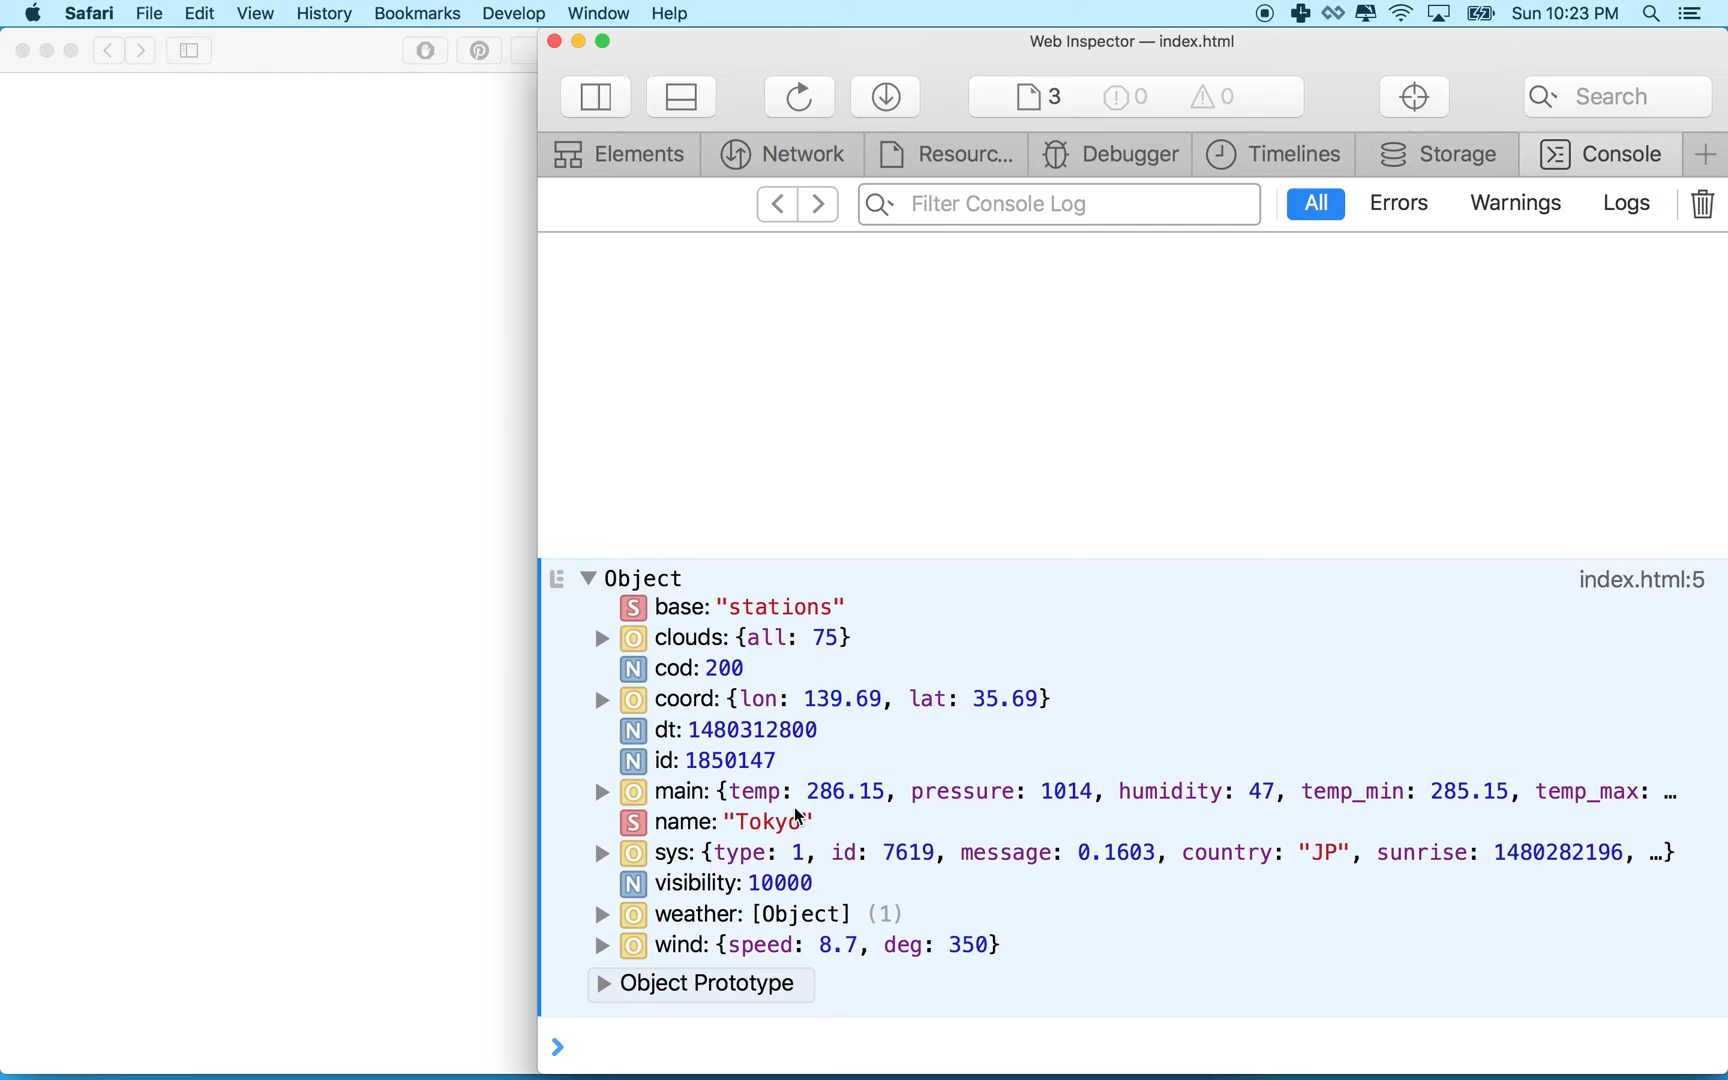 Safari File Edit View History Bookmarks Develop Window Help Sun 10:23 PM
Web Inspector — index.html
3 0 0 Search
Elements Network Resourc... Debugger Timelines Storage Console
Filter Console Log All Errors Warnings Logs
Object index.html:5
S base: "stations"
O clouds: {all: 75}
N cod: 200
O coord: {lon: 139.69, lat: 35.69}
N dt: 1480312800
N id: 1850147
O main: {temp: 286.15, pressure: 1014, humidity: 47, temp_min: 285.15, temp_max: …
S name: "Tokyo"
O sys: {type: 1, id: 7619, message: 0.1603, country: "JP", sunrise: 1480282196, …}
N visibility: 10000
O weather: [Object] (1)
O wind: {speed: 8.7, deg: 350}
Object Prototype